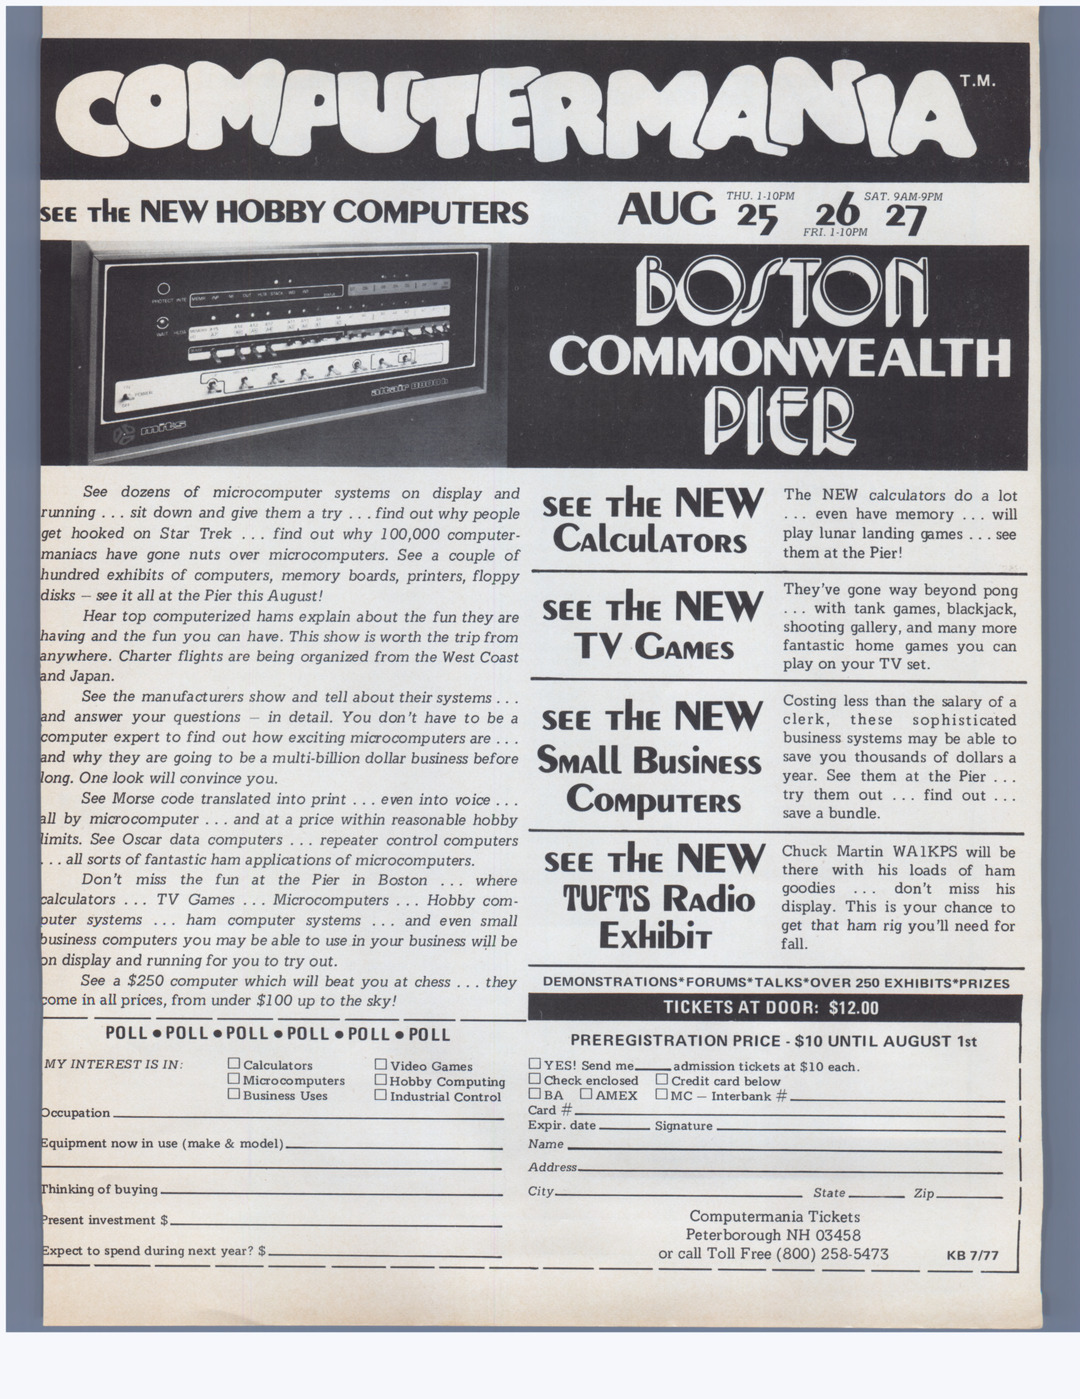 COMPUTERMANIA T.M.
SEE the NEW HOBBY COMPUTERS
AUG 25 26 27
THU. 1-10PM
SAT. 9AM-9PM
FRI. 1-10PM
BOSTON
COMMONWEALTH
PIER
PROTECT INTE
WAIT HLDA
POWER
mits
altair 8800b
See dozens of microcomputer systems on display and
running . . . sit down and give them a try . . . find out why people
get hooked on Star Trek . . . find out why 100,000 computer-
maniacs have gone nuts over microcomputers. See a couple of
hundred exhibits of computers, memory boards, printers, floppy
disks — see it all at the Pier this August!
Hear top computerized hams explain about the fun they are
having and the fun you can have. This show is worth the trip from
anywhere. Charter flights are being organized from the West Coast
and Japan.
See the manufacturers show and tell about their systems . . .
and answer your questions — in detail. You don't have to be a
computer expert to find out how exciting microcomputers are . . .
and why they are going to be a multi-billion dollar business before
long. One look will convince you.
See Morse code translated into print . . . even into voice . . .
all by microcomputer . . . and at a price within reasonable hobby
limits. See Oscar data computers . . . repeater control computers
. . . all sorts of fantastic ham applications of microcomputers.
Don't miss the fun at the Pier in Boston . . . where
calculators . . . TV Games . . . Microcomputers . . . Hobby com-
puter systems . . . ham computer systems . . . and even small
business computers you may be able to use in your business will be
on display and running for you to try out.
See a $250 computer which will beat you at chess . . . they
come in all prices, from under $100 up to the sky!
SEE the NEW
CAlculATORS
The NEW calculators do a lot
. . . even have memory . . . will
play lunar landing games . . . see
them at the Pier!
SEE the NEW
TV GAMES
They've gone way beyond pong
. . . with tank games, blackjack,
shooting gallery, and many more
fantastic home games you can
play on your TV set.
SEE the NEW
SMAll BusiNESS
COMpuTERS
Costing less than the salary of a
clerk, these sophisticated
business systems may be able to
save you thousands of dollars a
year. See them at the Pier . . .
try them out . . . find out . . .
save a bundle.
SEE the NEW
TUFTS RAdio
ExhibiT
Chuck Martin WA1KPS will be
there with his loads of ham
goodies . . . don't miss his
display. This is your chance to
get that ham rig you'll need for
fall.
DEMONSTRATIONS*FORUMS*TALKS*OVER 250 EXHIBITS*PRIZES
TICKETS AT DOOR: $12.00
POLL • POLL • POLL • POLL • POLL • POLL
MY INTEREST IS IN:
☐ Calculators ☐ Video Games
☐ Microcomputers ☐ Hobby Computing
☐ Business Uses ☐ Industrial Control
Occupation
Equipment now in use (make & model)
Thinking of buying
Present investment $
Expect to spend during next year? $
PREREGISTRATION PRICE - $10 UNTIL AUGUST 1st
☐ YES! Send me____ admission tickets at $10 each.
☐ Check enclosed ☐ Credit card below
☐ BA ☐ AMEX ☐ MC — Interbank #
Card #
Expir. date Signature
Name
Address
City State Zip
Computermania Tickets
Peterborough NH 03458
or call Toll Free (800) 258-5473
KB 7/77